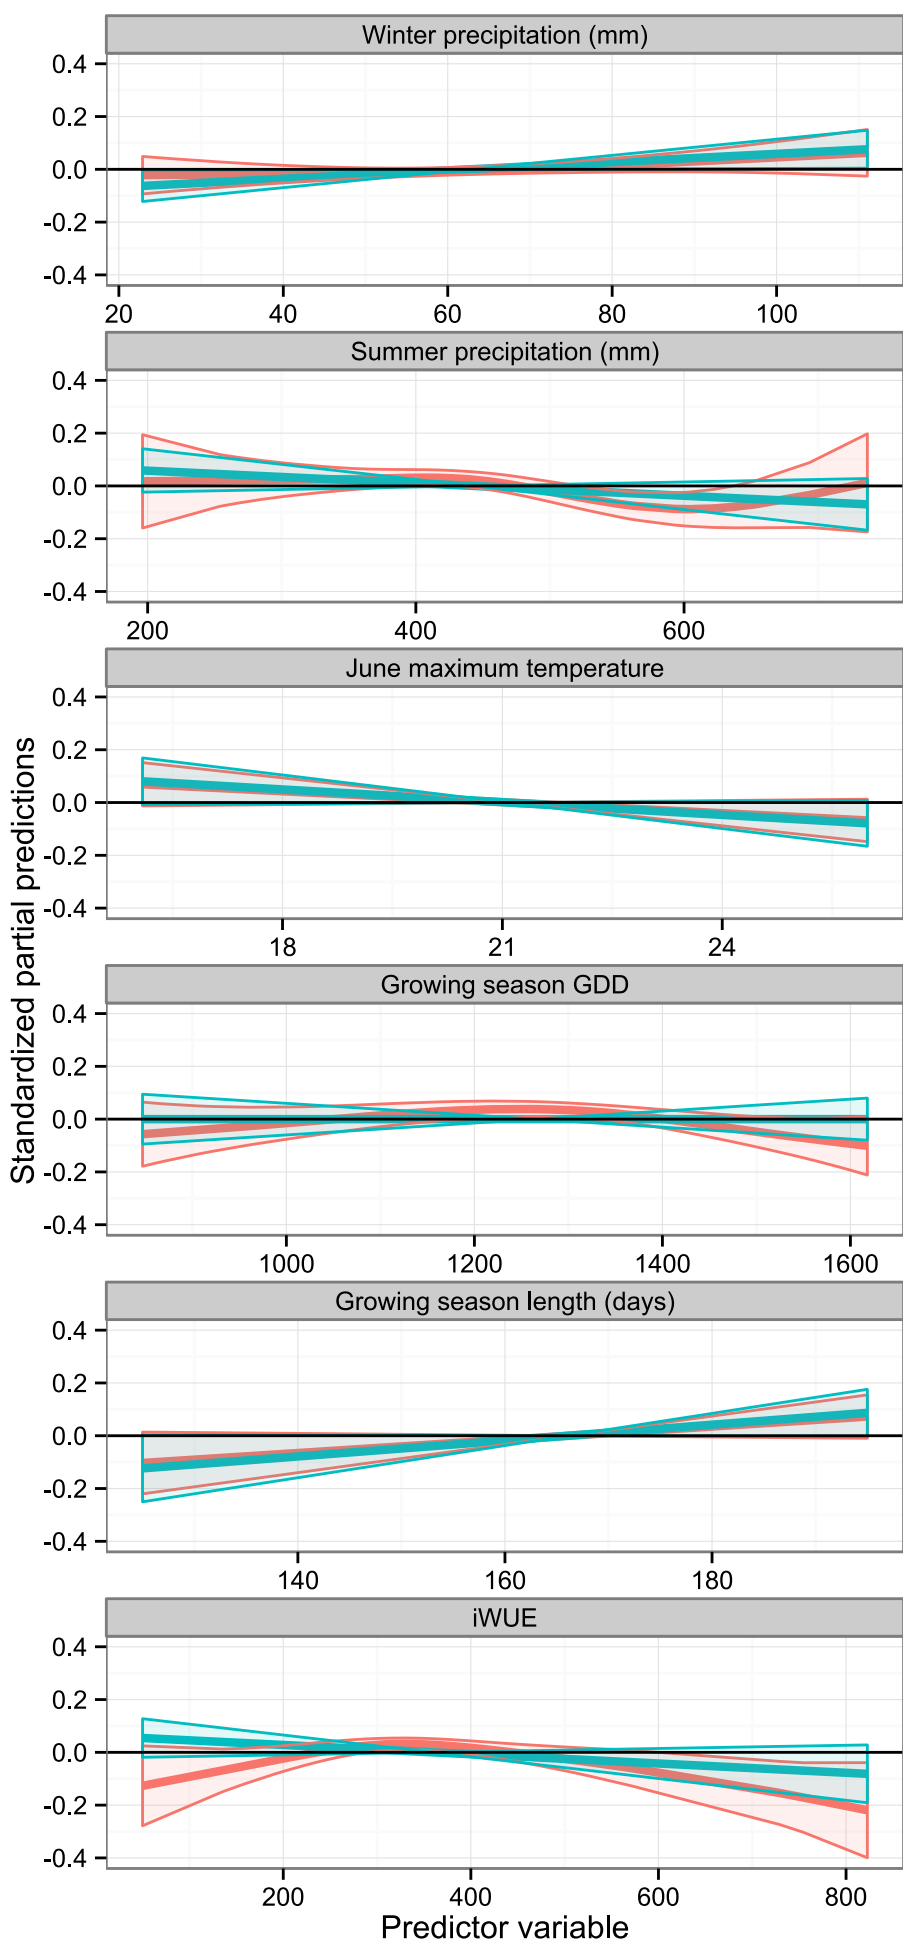 Winter precipitation (mm)
0.4
0.2
0.0
-0.2
-0.4
20 40 60 80 100
Summer precipitation (mm)
0.4
0.2
0.0
-0.2
-0.4
200 400 600
June maximum temperature
0.4
0.2
0.0
-0.2
-0.4
18 21 24
Standardized partial predictions
Growing season GDD
0.4
0.2
0.0
-0.2
-0.4
1000 1200 1400 1600
Growing season length (days)
0.4
0.2
0.0
-0.2
-0.4
140 160 180
iWUE
0.4
0.2
0.0
-0.2
-0.4
200 400 600 800
Predictor variable